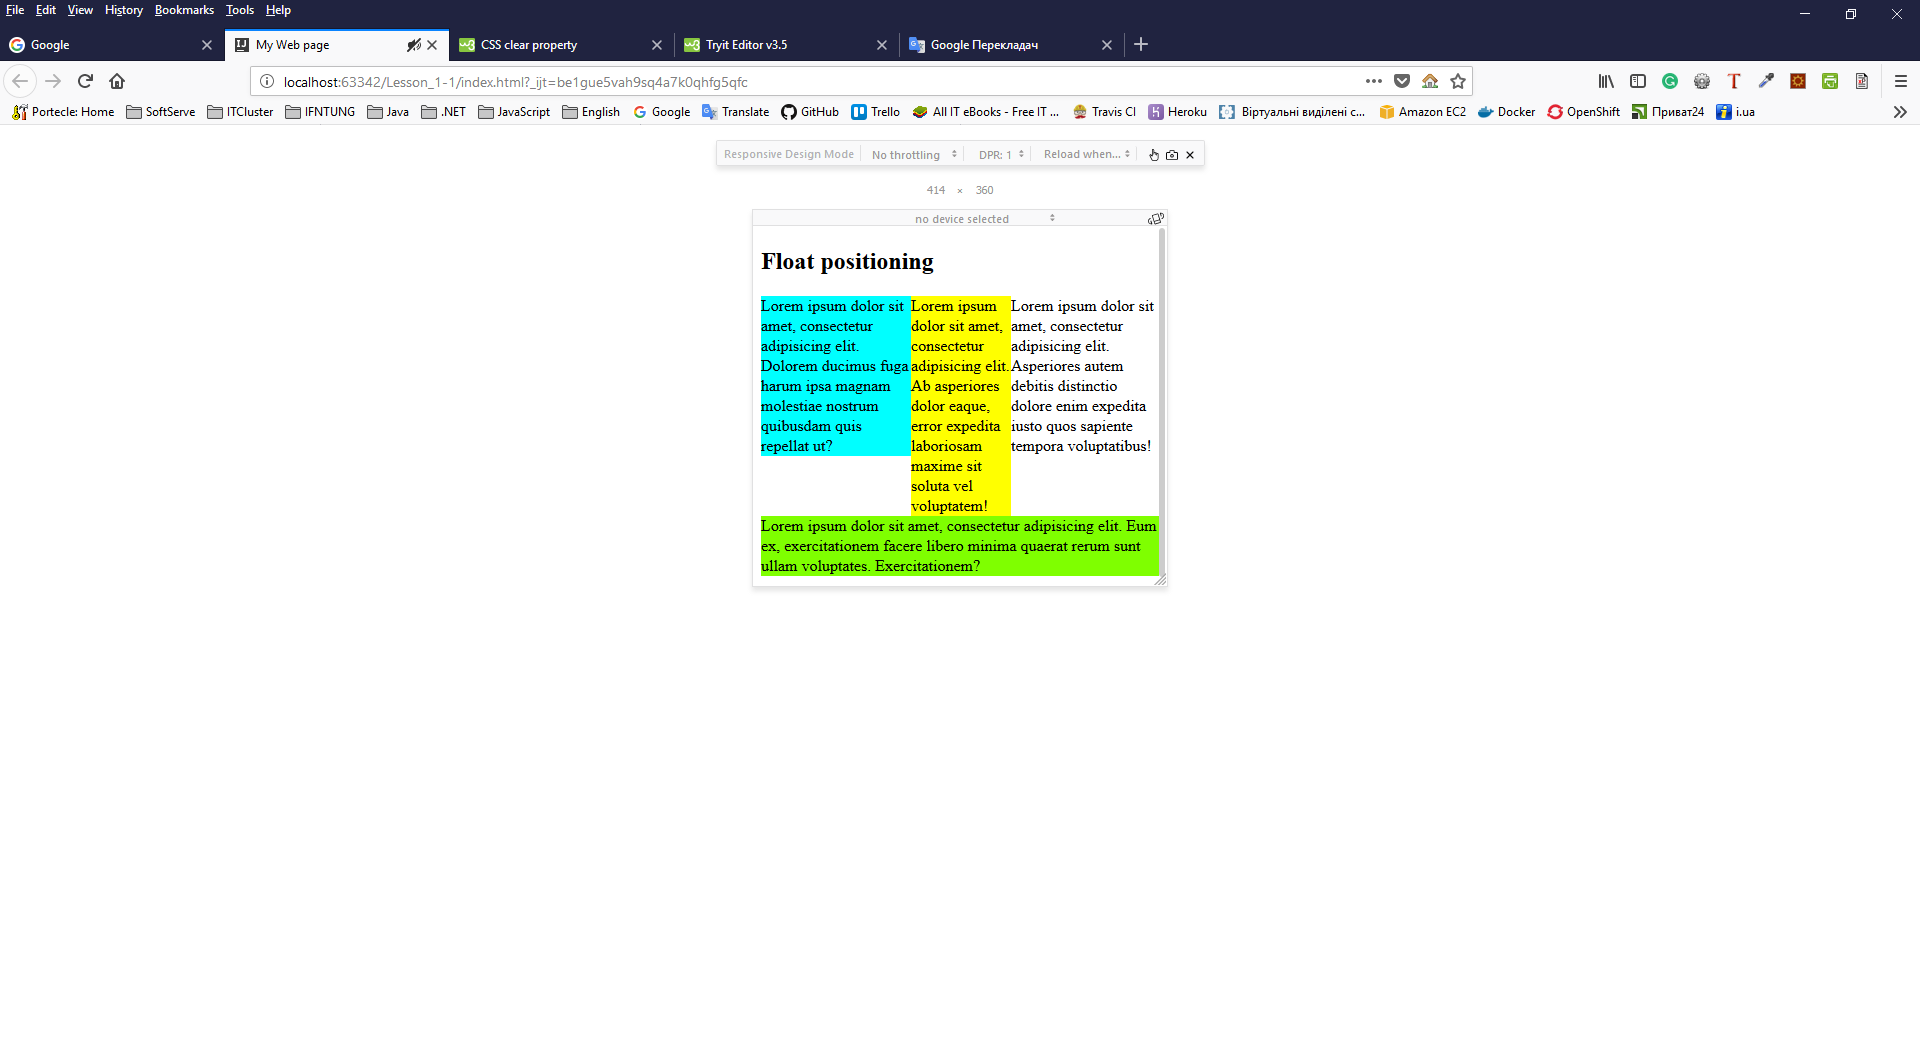 File Edit View History Bookmarks Tools Help
Google My Web page CSS clear property Tryit Editor v3.5 Google Перекладач
localhost:63342/Lesson_1-1/index.html?_ijt=be1gue5vah9sq4a7k0qhfg5qfc
Portecle: Home SoftServe ITCluster IFNTUNG Java .NET JavaScript English Google Translate GitHub Trello All IT eBooks - Free IT ... Travis CI Heroku Віртуальні виділені с... Amazon EC2 Docker OpenShift Приват24 i.ua
Responsive Design Mode No throttling DPR: 1 Reload when...
414 × 360
no device selected
Float positioning
Lorem ipsum dolor sit
amet, consectetur
adipisicing elit.
Dolorem ducimus fuga
harum ipsa magnam
molestiae nostrum
quibusdam quis
repellat ut?
Lorem ipsum
dolor sit amet,
consectetur
adipisicing elit.
Ab asperiores
dolor eaque,
error expedita
laboriosam
maxime sit
soluta vel
voluptatem!
Lorem ipsum dolor sit
amet, consectetur
adipisicing elit.
Asperiores autem
debitis distinctio
dolore enim expedita
iusto quos sapiente
tempora voluptatibus!
Lorem ipsum dolor sit amet, consectetur adipisicing elit. Eum
ex, exercitationem facere libero minima quaerat rerum sunt
ullam voluptates. Exercitationem?